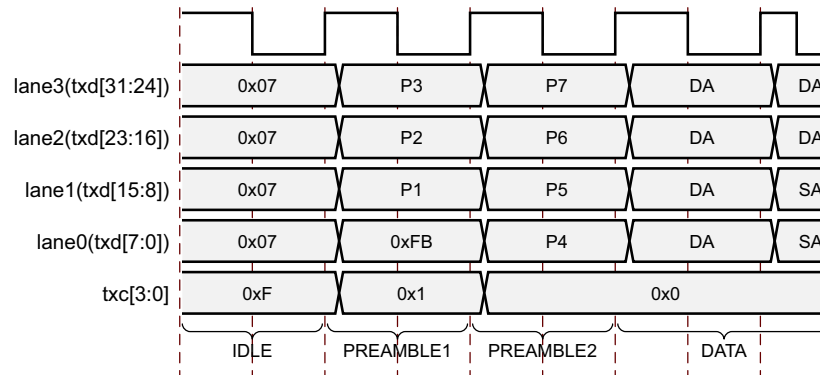 lane3(txd[31:24]) 0x07 P3 P7 DA DA
lane2(txd[23:16]) 0x07 P2 P6 DA DA
lane1(txd[15:8]) 0x07 P1 P5 DA SA
lane0(txd[7:0]) 0x07 0xFB P4 DA SA
txc[3:0] 0xF 0x1 0x0
IDLE PREAMBLE1 PREAMBLE2 DATA